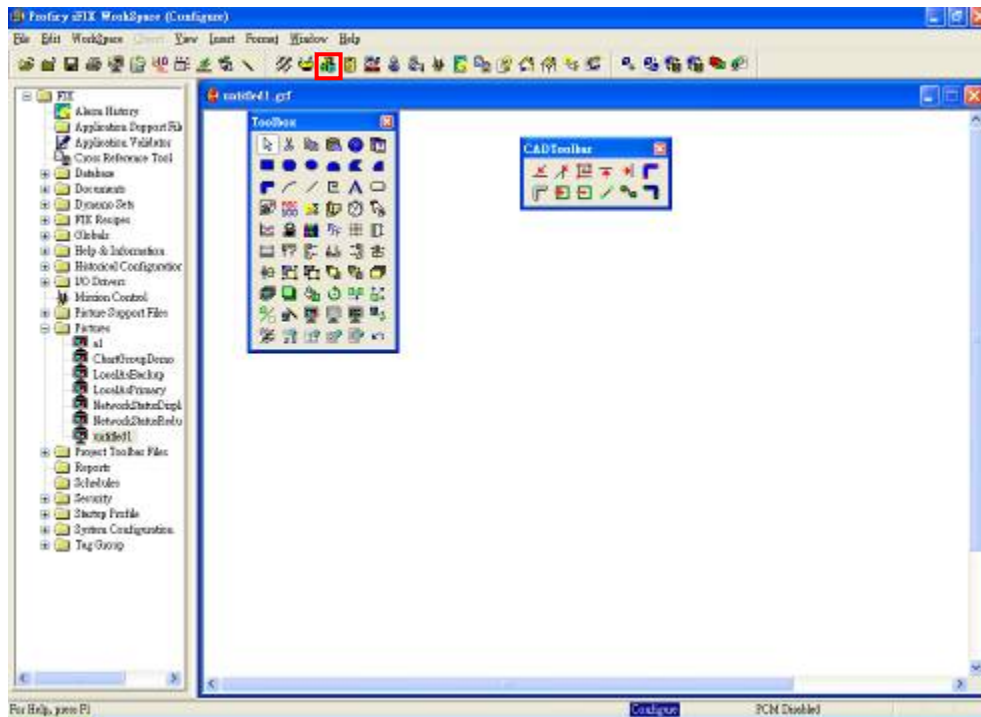 Proficy iFIX WorkSpace (Configure)
File Edit WorkSpace Insert View Insert Format Window Help
untitled1.grf
Toolbox
CADToolbar
FIX
Alarm History
Application Support Fil
Application Validator
Cross Reference Tool
Database
Documents
Dynamo Sets
FIX Recipes
Globals
Help & Information
Historical Configuration
I/O Drivers
Mission Control
Picture Support Files
Pictures
a1
ChartGroupDemo
LocalAsBackup
LocalAsPrimary
NetworkStatusDispl
NetworkStatusRedu
untitled1
Project Toolbar Files
Reports
Schedules
Security
Startup Profile
System Configuration
Tag Group
For Help, press F1
Configure
PCM Disabled